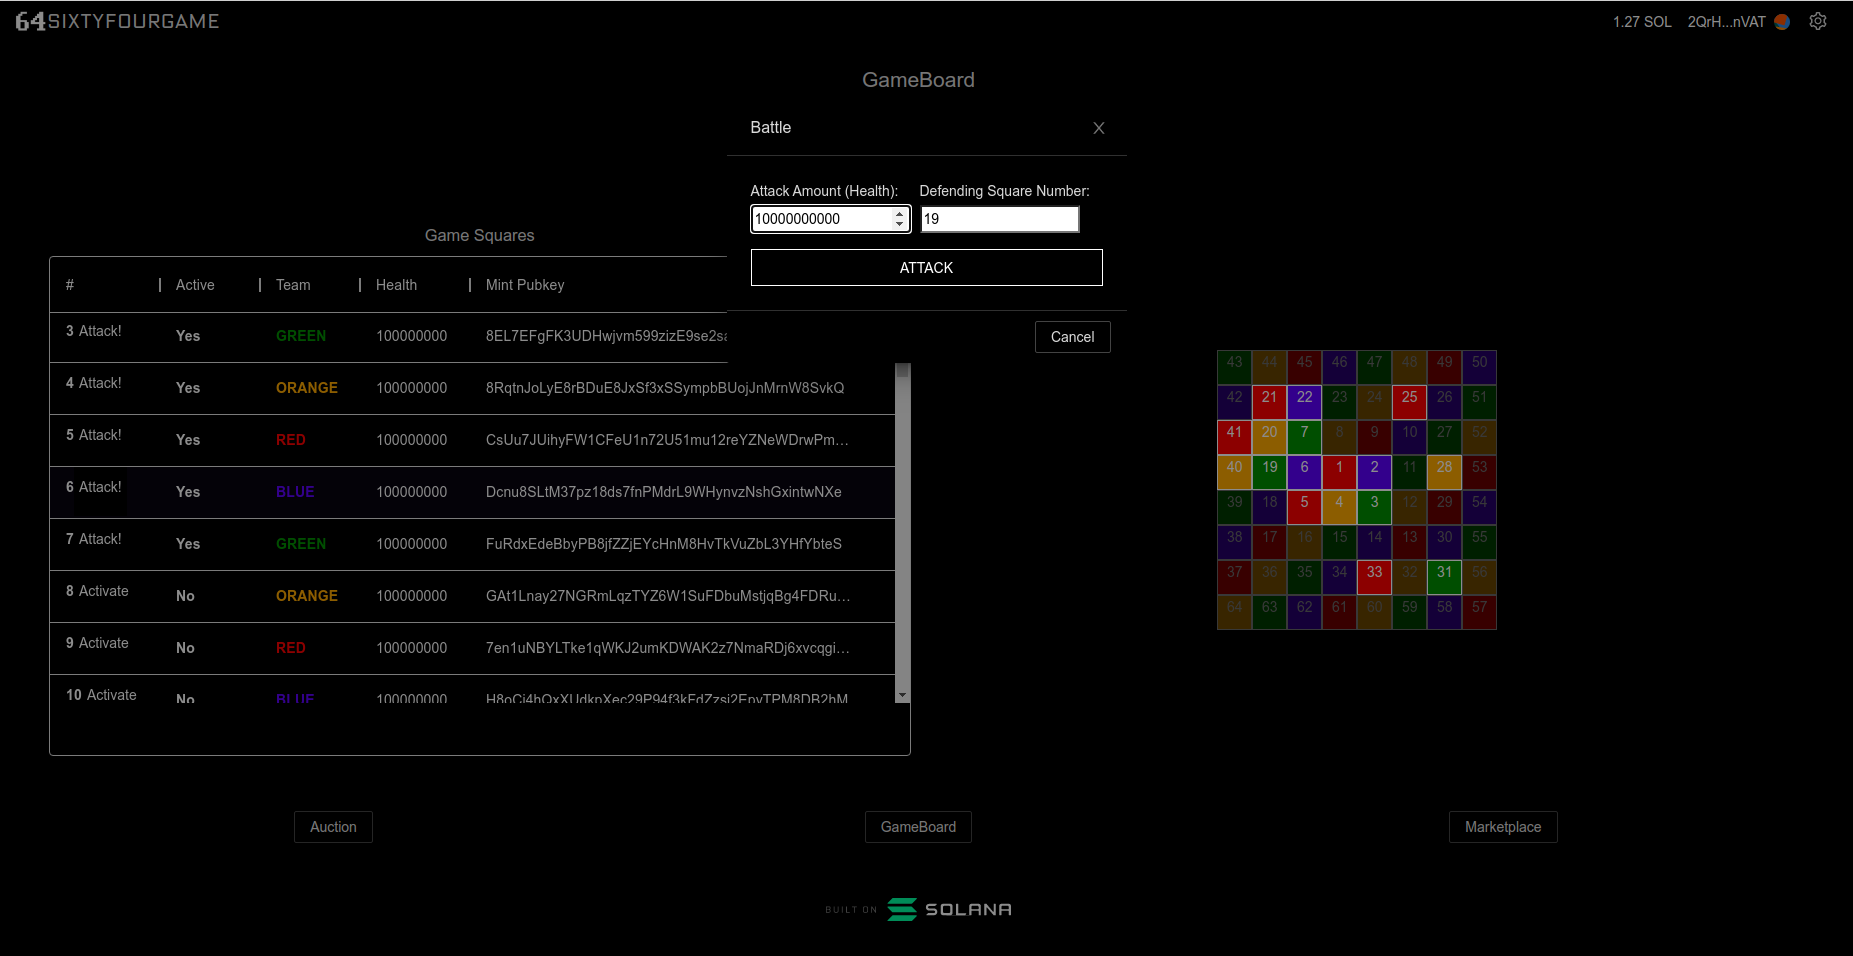 64SIXTYFOURGAME 1.27 SOL 2QrH...nVAT
GameBoard
Battle X
Attack Amount (Health): Defending Square Number:
10000000000 19
ATTACK
Cancel
Game Squares
# Active Team Health Mint Pubkey
3 Attack! Yes GREEN 100000000 8EL7EFgFK3UDHwjvm599zizE9se2sa
4 Attack! Yes ORANGE 100000000 8RqtnJoLyE8rBDuE8JxSf3xSSympbBUojJnMrnW8SvkQ
5 Attack! Yes RED 100000000 CsUu7JUihyFW1CFeU1n72U51mu12reYZNeWDrwPm...
6 Attack! Yes BLUE 100000000 Dcnu8SLtM37pz18ds7fnPMdrL9WHynvzNshGxintwNXe
7 Attack! Yes GREEN 100000000 FuRdxEdeBbyPB8jfZZjEYcHnM8HvTkVuZbL3YHfYbteS
8 Activate No ORANGE 100000000 GAt1Lnay27NGRmLqzTYZ6W1SuFDbuMstjqBg4FDRu...
9 Activate No RED 100000000 7en1uNBYLTke1qWKJ2umKDWAK2z7NmaRDj6xvcqgi...
10 Activate No BLUE 100000000
43 44 45 46 47 48 49 50
42 21 22 23 24 25 26 51
41 20 7 8 9 10 27 52
40 19 6 1 2 11 28 53
39 18 5 4 3 12 29 54
38 17 16 15 14 13 30 55
37 36 35 34 33 32 31 56
64 63 62 61 60 59 58 57
Auction GameBoard Marketplace
BUILT ON SOLANA